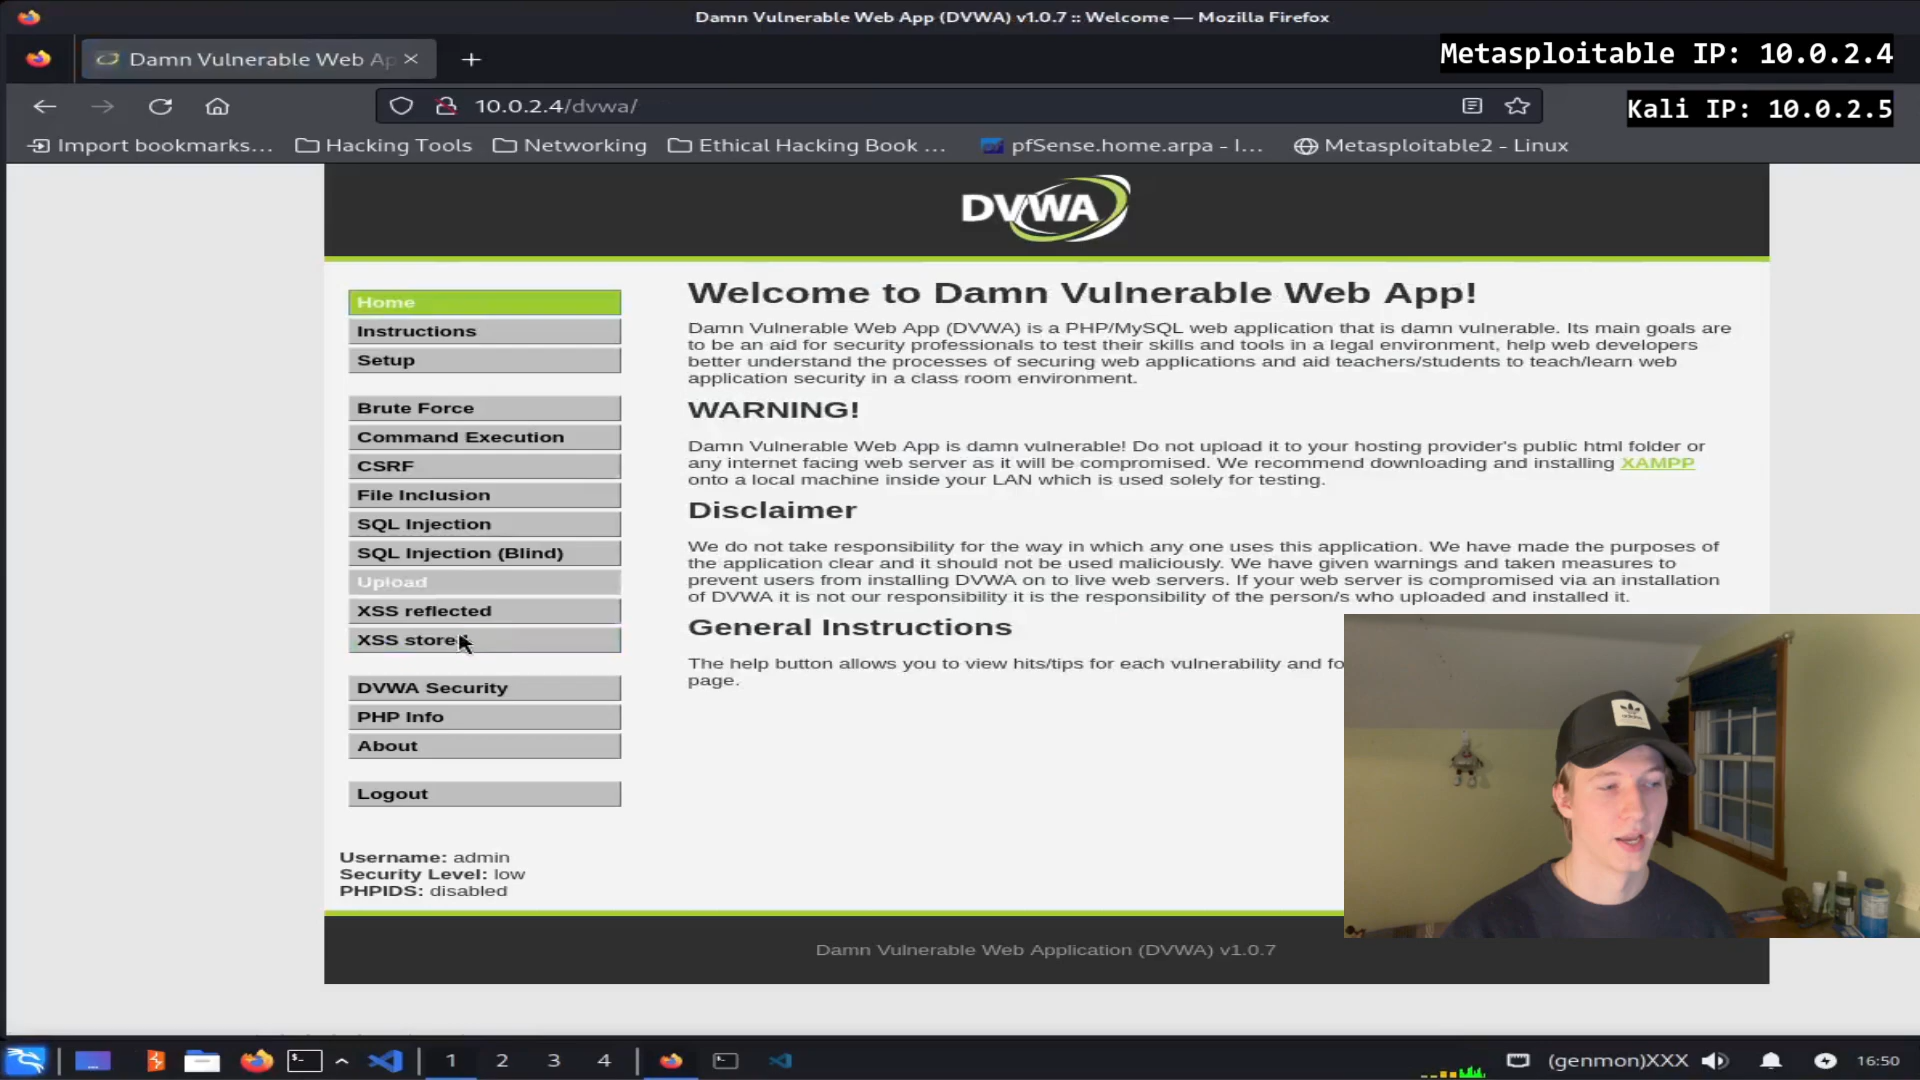 Damn Vulnerable Web App (DVWA) v1.0.7 :: Welcome — Mozilla Firefox
Damn Vulnerable Web Ap
Metasploitable IP: 10.0.2.4
10.0.2.4/dvwa/
Kali IP: 10.0.2.5
Import bookmarks...
Hacking Tools
Networking
Ethical Hacking Book ...
pfSense.home.arpa - I...
Metasploitable2 - Linux
DVWA
Home
Instructions
Setup
Brute Force
Command Execution
CSRF
File Inclusion
SQL Injection
SQL Injection (Blind)
Upload
XSS reflected
XSS store
DVWA Security
PHP Info
About
Logout
Username: admin
Security Level: low
PHPIDS: disabled
Welcome to Damn Vulnerable Web App!
Damn Vulnerable Web App (DVWA) is a PHP/MySQL web application that is damn vulnerable. Its main goals are
to be an aid for security professionals to test their skills and tools in a legal environment, help web developers
better understand the processes of securing web applications and aid teachers/students to teach/learn web
application security in a class room environment.
WARNING!
Damn Vulnerable Web App is damn vulnerable! Do not upload it to your hosting provider's public html folder or
any internet facing web server as it will be compromised. We recommend downloading and installing XAMPP
onto a local machine inside your LAN which is used solely for testing.
Disclaimer
We do not take responsibility for the way in which any one uses this application. We have made the purposes of
the application clear and it should not be used maliciously. We have given warnings and taken measures to
prevent users from installing DVWA on to live web servers. If your web server is compromised via an installation
of DVWA it is not our responsibility it is the responsibility of the person/s who uploaded and installed it.
General Instructions
The help button allows you to view hits/tips for each vulnerability and fo
page.
Damn Vulnerable Web Application (DVWA) v1.0.7
1
2
3
4
(genmon)XXX
16:50